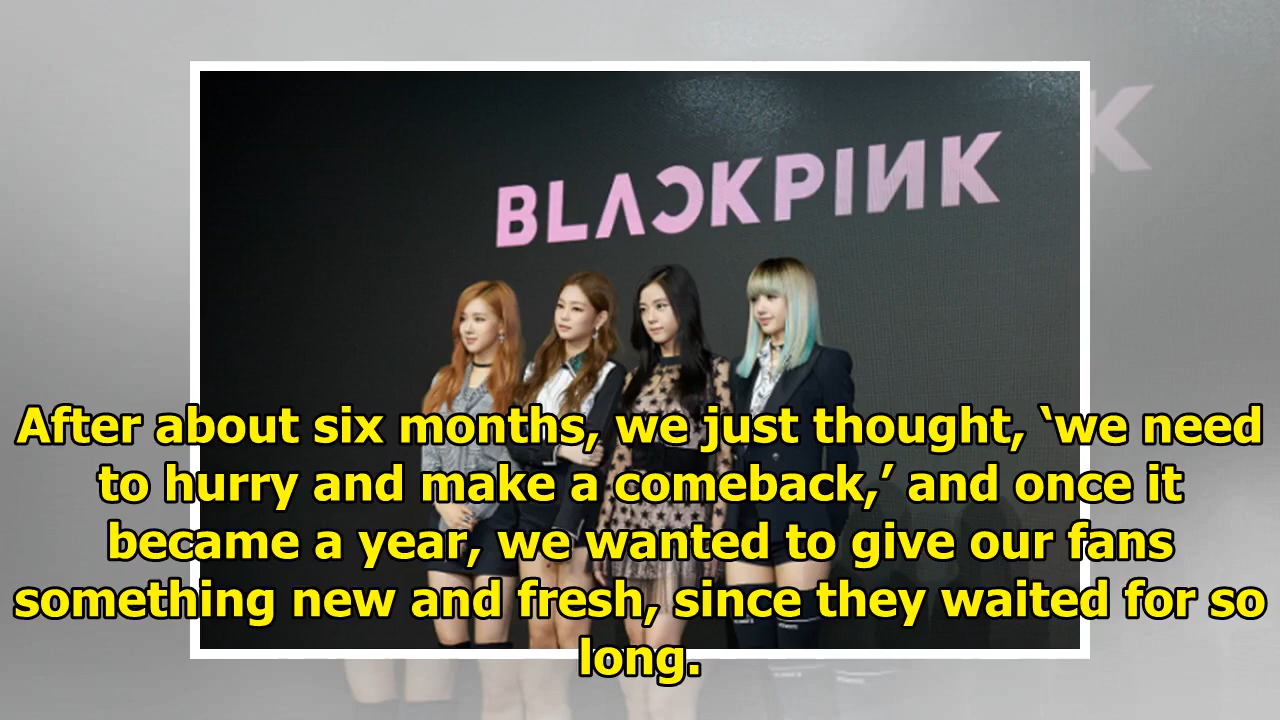 BLACKPINK
K
After about six months, we just thought, ‘we need
to hurry and make a comeback,’ and once it
became a year, we wanted to give our fans
something new and fresh, since they waited for so
long.